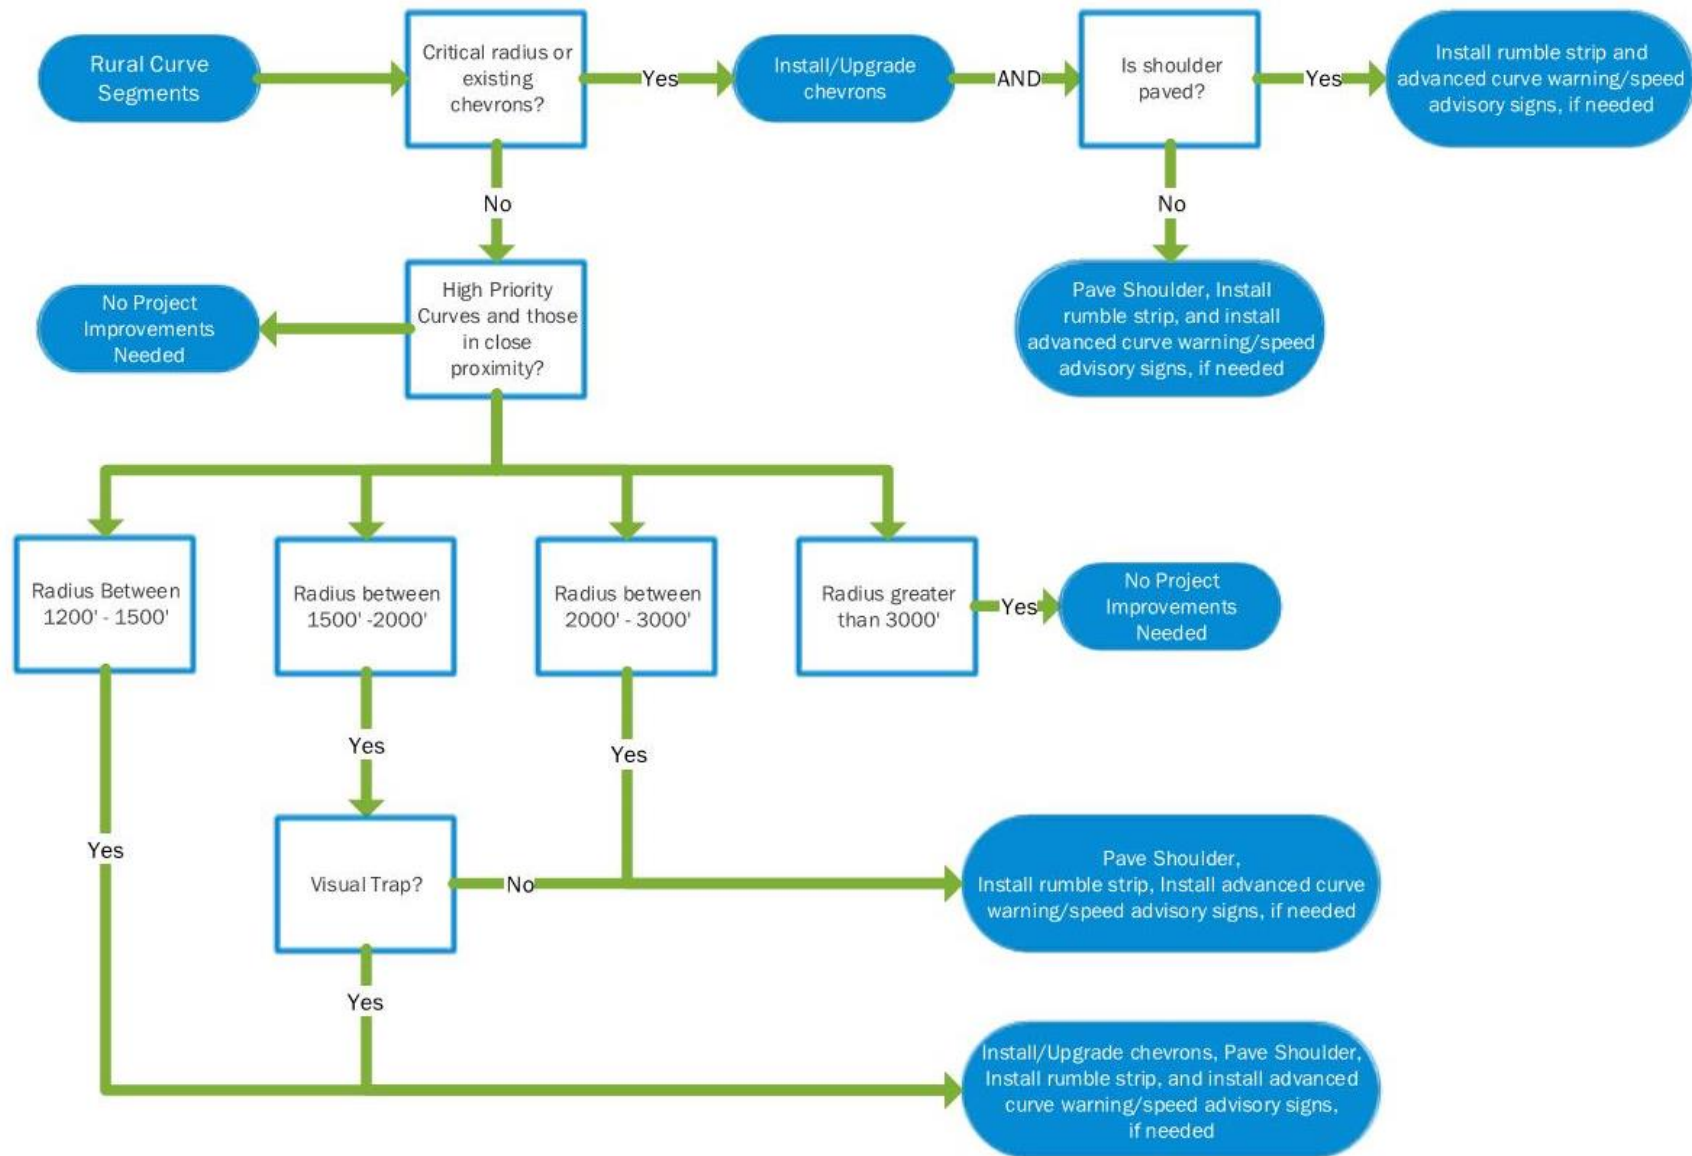 Rural Curve
Segments
Critical radius or
existing
chevrons?
Yes
Install/Upgrade
chevrons
AND
Is shoulder
paved?
Yes
Install rumble strip and
advanced curve warning/speed
advisory signs, if needed
No
No
Pave Shoulder, Install
rumble strip, and install
advanced curve warning/speed
advisory signs, if needed
High Priority
Curves and those
in close
proximity?
No Project
Improvements
Needed
Radius Between
1200' - 1500'
Radius between
1500' -2000'
Radius between
2000' - 3000'
Radius greater
than 3000'
Yes
No Project
Improvements
Needed
Yes
Yes
Yes
Visual Trap?
No
Pave Shoulder,
Install rumble strip, Install advanced curve
warning/speed advisory signs, if needed
Yes
Install/Upgrade chevrons, Pave Shoulder,
Install rumble strip, and install advanced
curve warning/speed advisory signs,
if needed